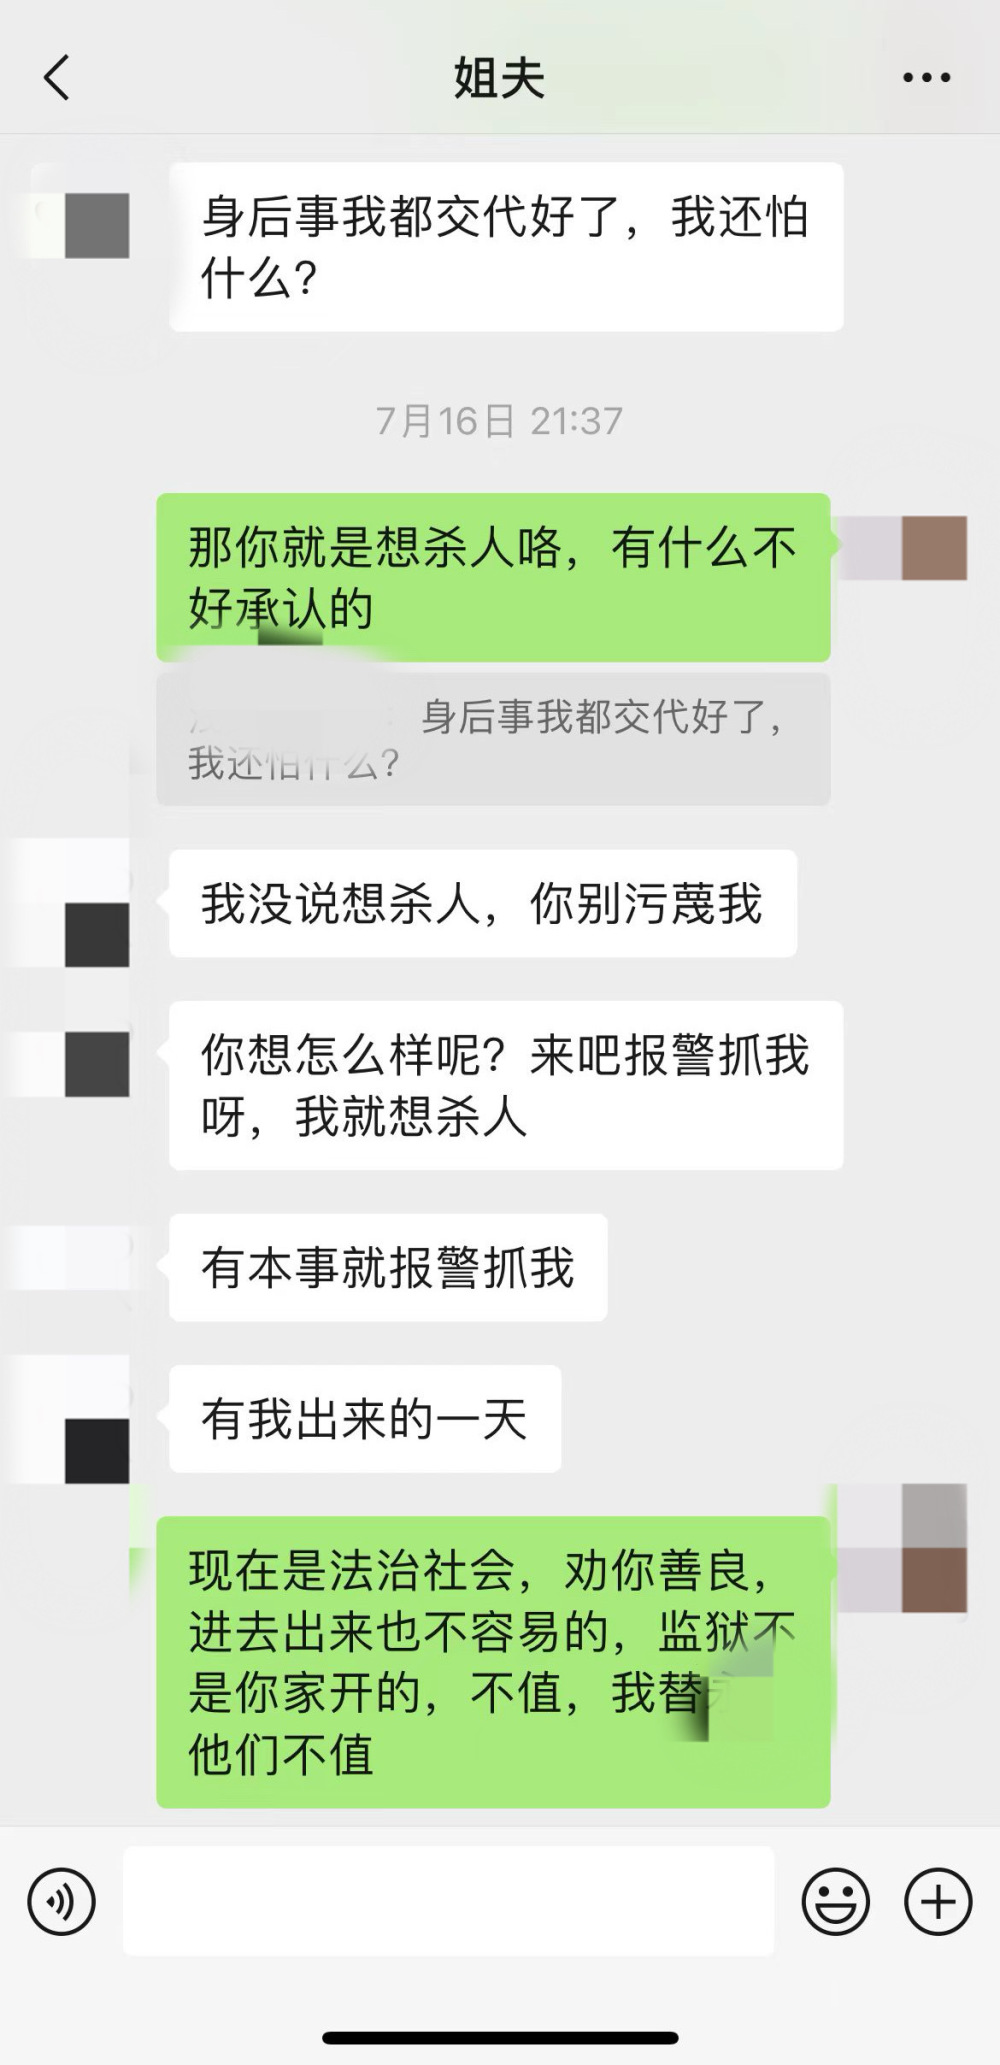 姐夫
身后事我都交代好了，我还怕
什么？
7月16日 21:37
那你就是想杀人咯，有什么不
好承认的
身后事我都交代好了，
我还怕什么？
我没说想杀人，你别污蔑我
你想怎么样呢？来吧报警抓我
呀，我就想杀人
有本事就报警抓我
有我出来的一天
现在是法治社会，劝你善良，
进去出来也不容易的，监狱不
是你家开的，不值，我替
他们不值